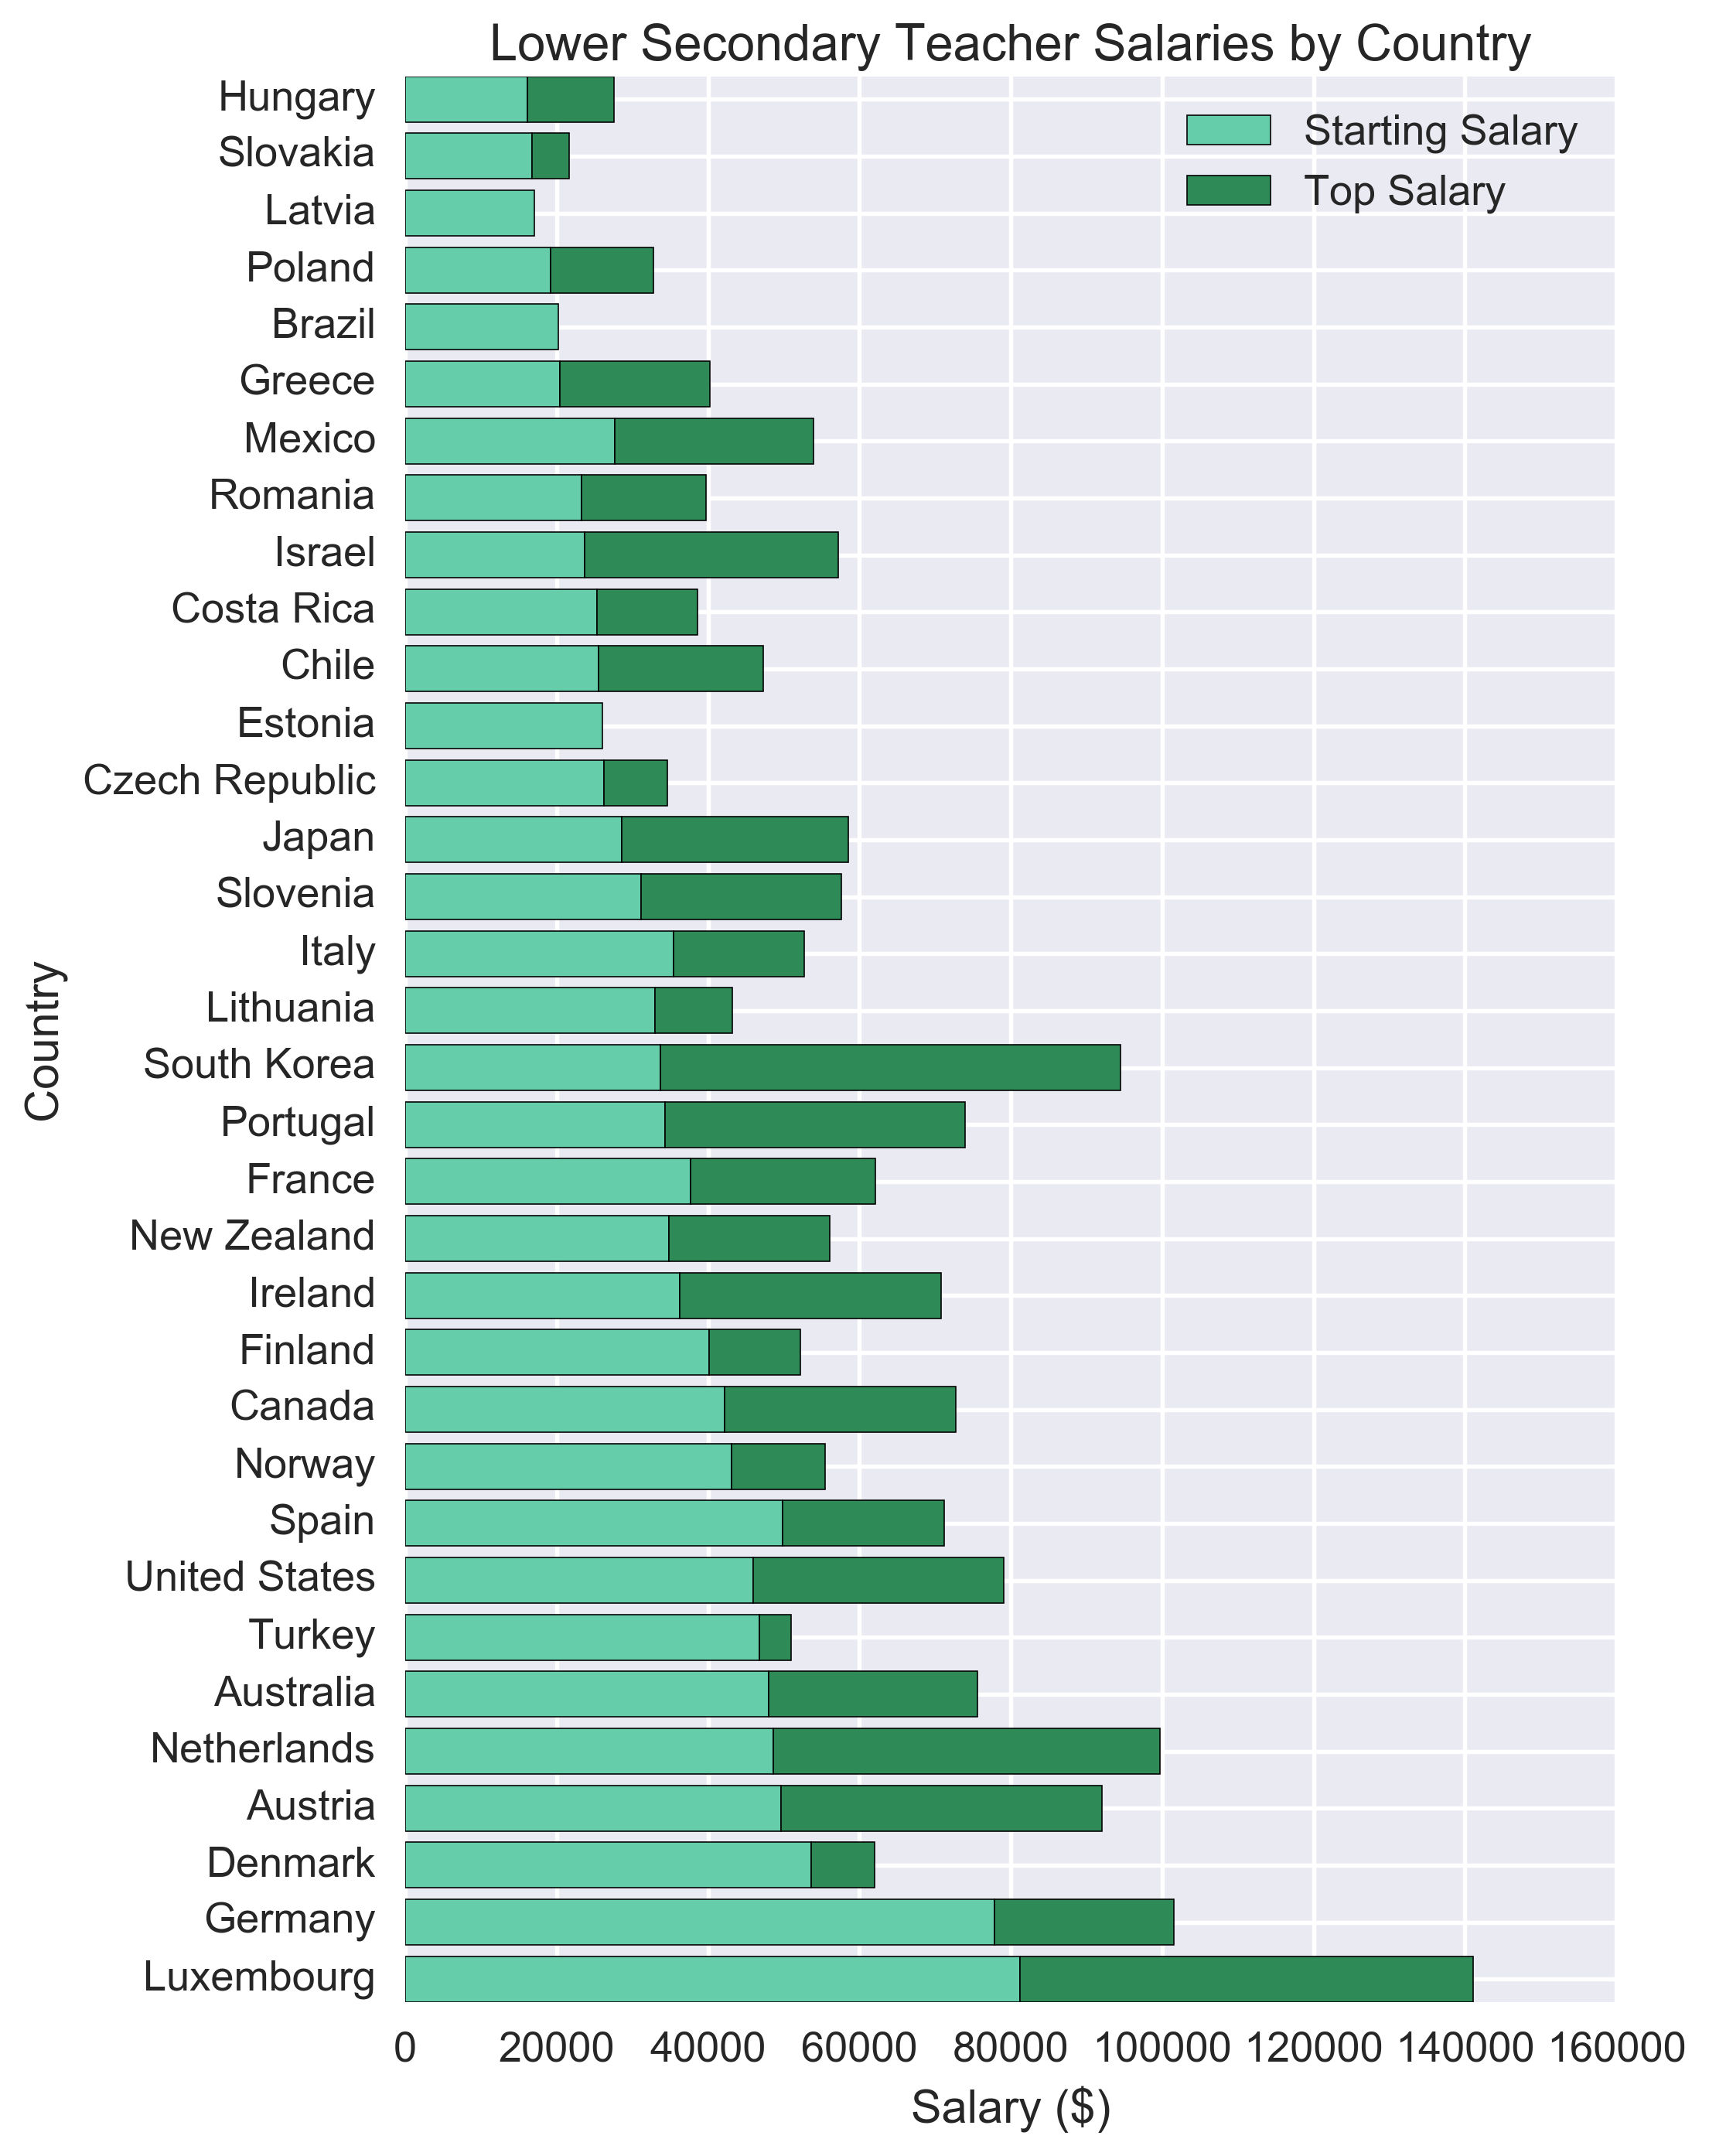 Lower Secondary Teacher Salaries by Country
Starting Salary
Top Salary
Hungary
Slovakia
Latvia
Poland
Brazil
Greece
Mexico
Romania
Israel
Costa Rica
Chile
Estonia
Czech Republic
Japan
Slovenia
Italy
Lithuania
South Korea
Portugal
France
New Zealand
Ireland
Finland
Canada
Norway
Spain
United States
Turkey
Australia
Netherlands
Austria
Denmark
Germany
Luxembourg
Country
0 20000 40000 60000 80000 100000 120000 140000 160000
Salary ($)